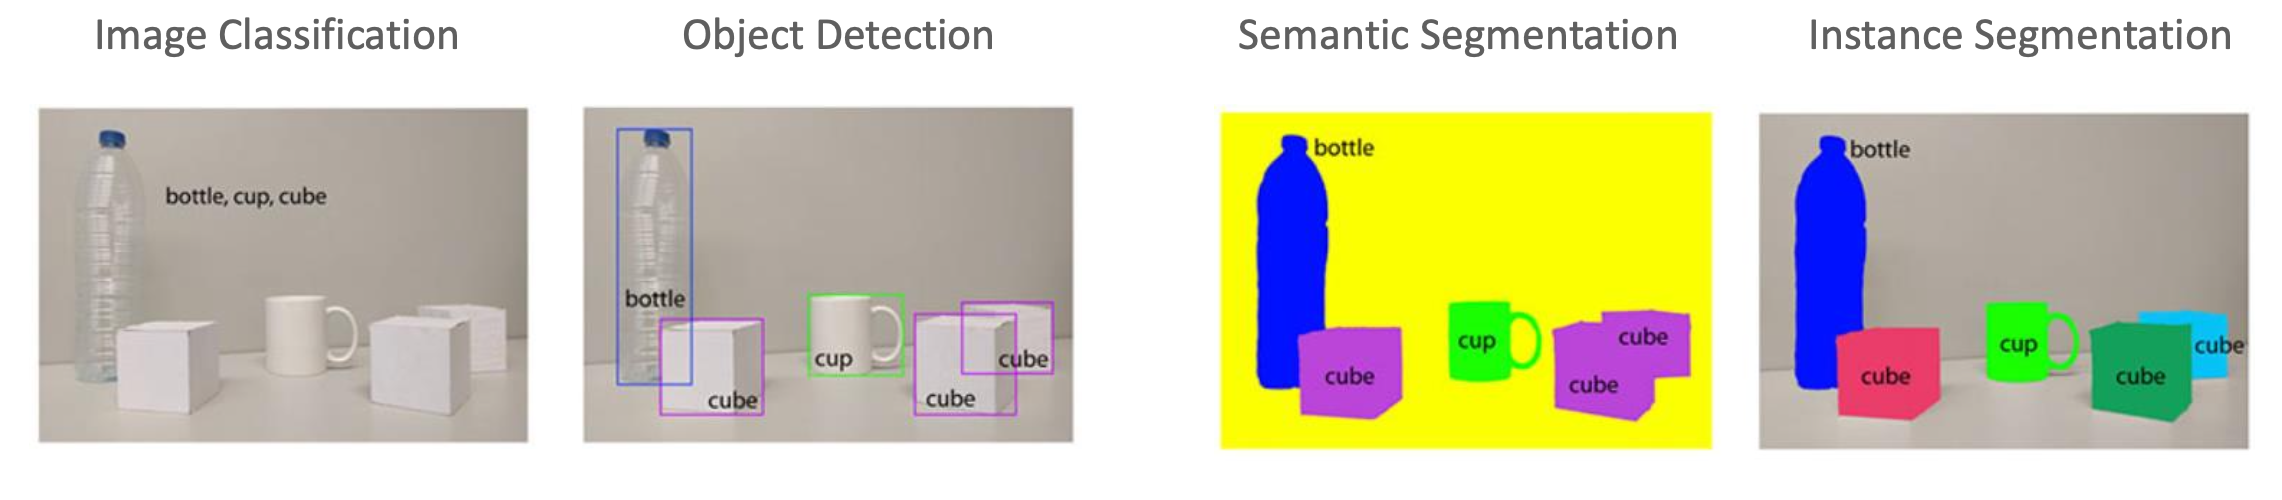 Image Classification
Object Detection
Semantic Segmentation
Instance Segmentation
bottle, cup, cube
bottle
cup
cube
cube
cube
bottle
cup
cube
cube
cube
bottle
cup
cube
cube
cube